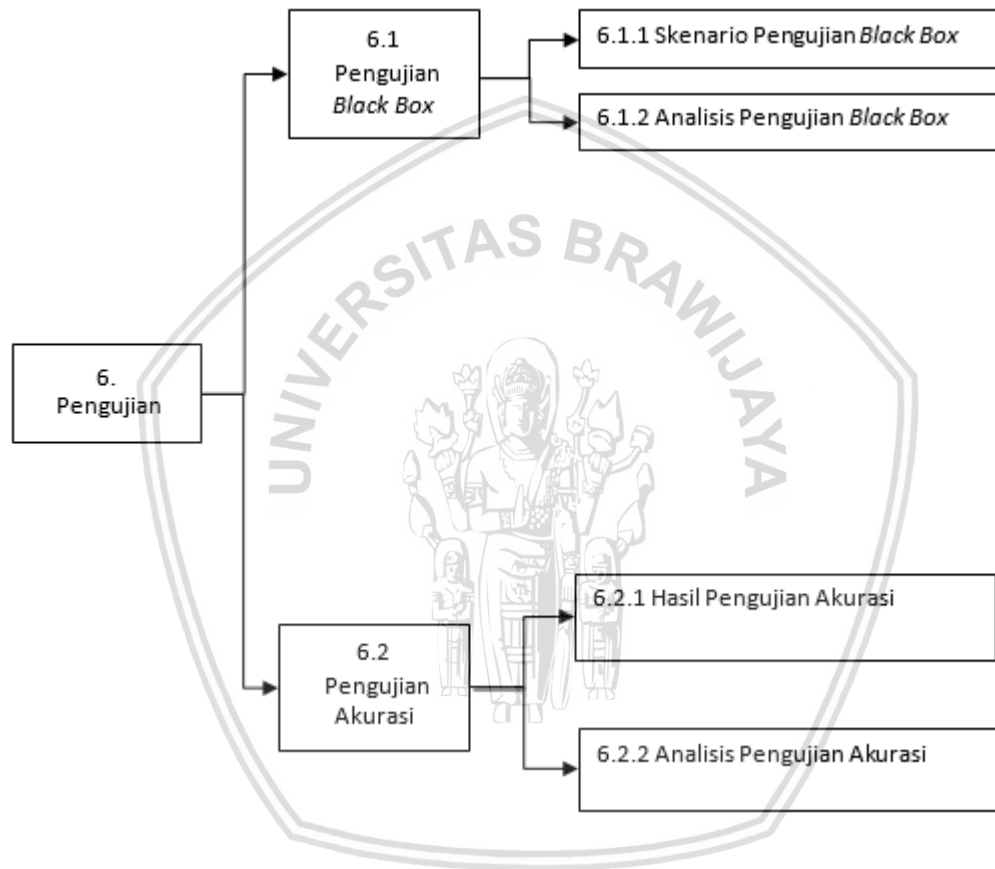 6.1
Pengujian
Black Box
6.1.1 Skenario Pengujian Black Box
6.1.2 Analisis Pengujian Black Box
UNIVERSITAS BRAWIJAYA
6.
Pengujian
6.2
Pengujian
Akurasi
6.2.1 Hasil Pengujian Akurasi
6.2.2 Analisis Pengujian Akurasi